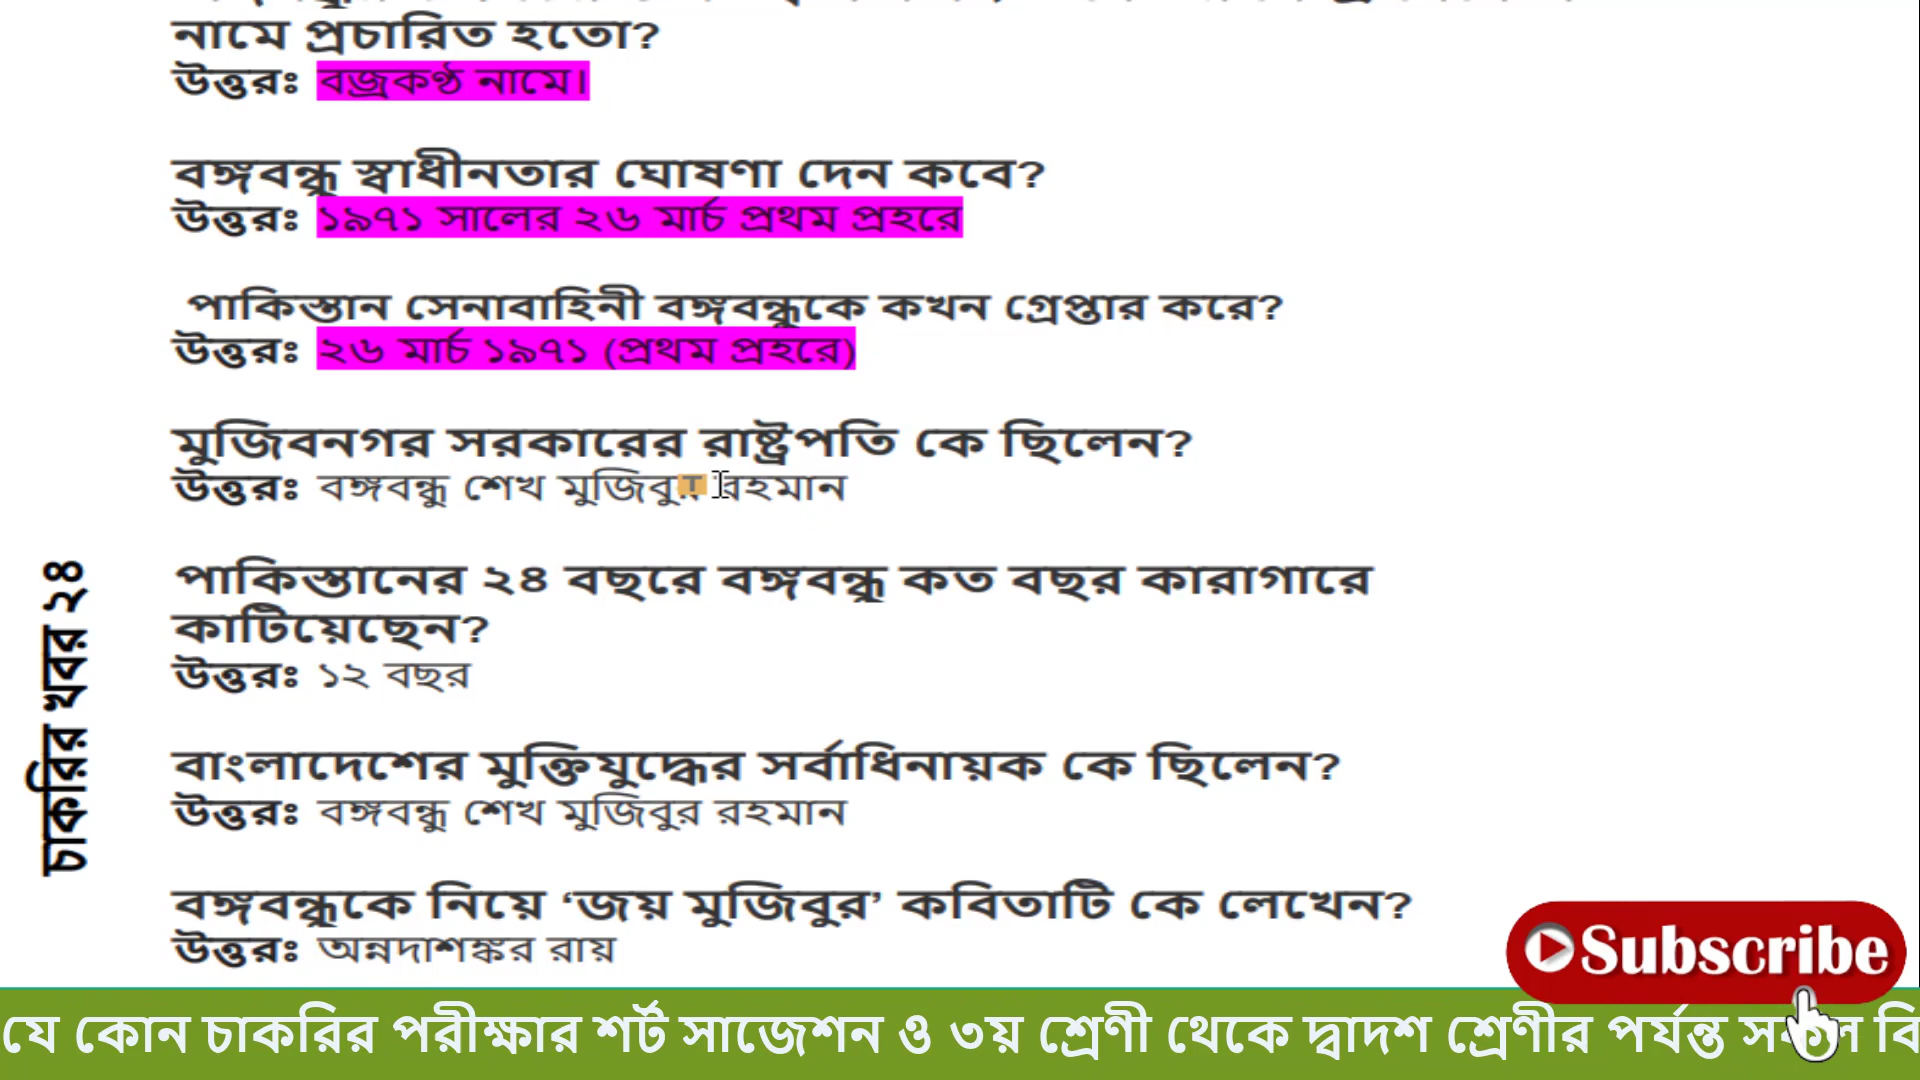 নামে প্রচারিত হতো?
উত্তরঃ বজ্রকণ্ঠ নামে।
বঙ্গবন্ধু স্বাধীনতার ঘোষণা দেন কবে?
উত্তরঃ ১৯৭১ সালের ২৬ মার্চ প্রথম প্রহরে
পাকিস্তান সেনাবাহিনী বঙ্গবন্ধুকে কখন গ্রেপ্তার করে?
উত্তরঃ ২৬ মার্চ ১৯৭১ (প্রথম প্রহরে)
মুজিবনগর সরকারের রাষ্ট্রপতি কে ছিলেন?
উত্তরঃ বঙ্গবন্ধু শেখ মুজিবুর রহমান
পাকিস্তানের ২৪ বছরে বঙ্গবন্ধু কত বছর কারাগারে
কাটিয়েছেন?
উত্তরঃ ১২ বছর
বাংলাদেশের মুক্তিযুদ্ধের সর্বাধিনায়ক কে ছিলেন?
উত্তরঃ বঙ্গবন্ধু শেখ মুজিবুর রহমান
বঙ্গবন্ধুকে নিয়ে ‘জয় মুজিবুর’ কবিতাটি কে লেখেন?
উত্তরঃ অন্নদাশঙ্কর রায়
চাকরির খবর ২৪
Subscribe
যে কোন চাকরির পরীক্ষার শর্ট সাজেশন ও ৩য় শ্রেণী থেকে দ্বাদশ শ্রেণীর পর্যন্ত সকল বি